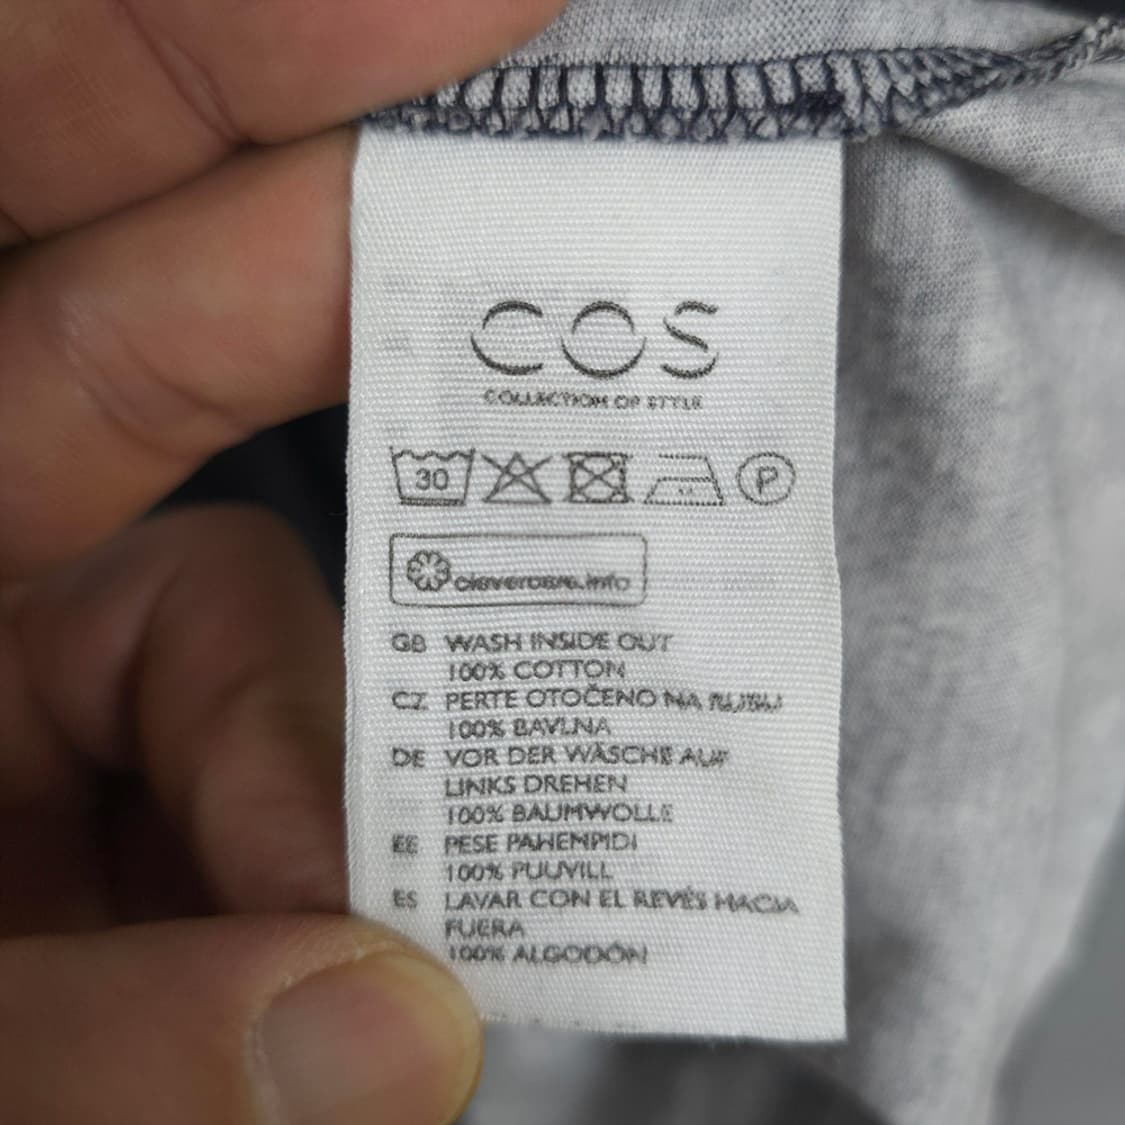 COS
COLLECTION OF STYLE
30
P
clevercare.info
GB WASH INSIDE OUT
100% COTTON
CZ PERTE OTOČENO NA RUBU
100% BAVLNA
DE VOR DER WÄSCHE AUF
LINKS DREHEN
100% BAUMWOLLE
EE PESE PAHEMPIDI
100% PUUVILL
ES LAVAR CON EL REVÉS HACIA
FUERA
100% ALGODÓN